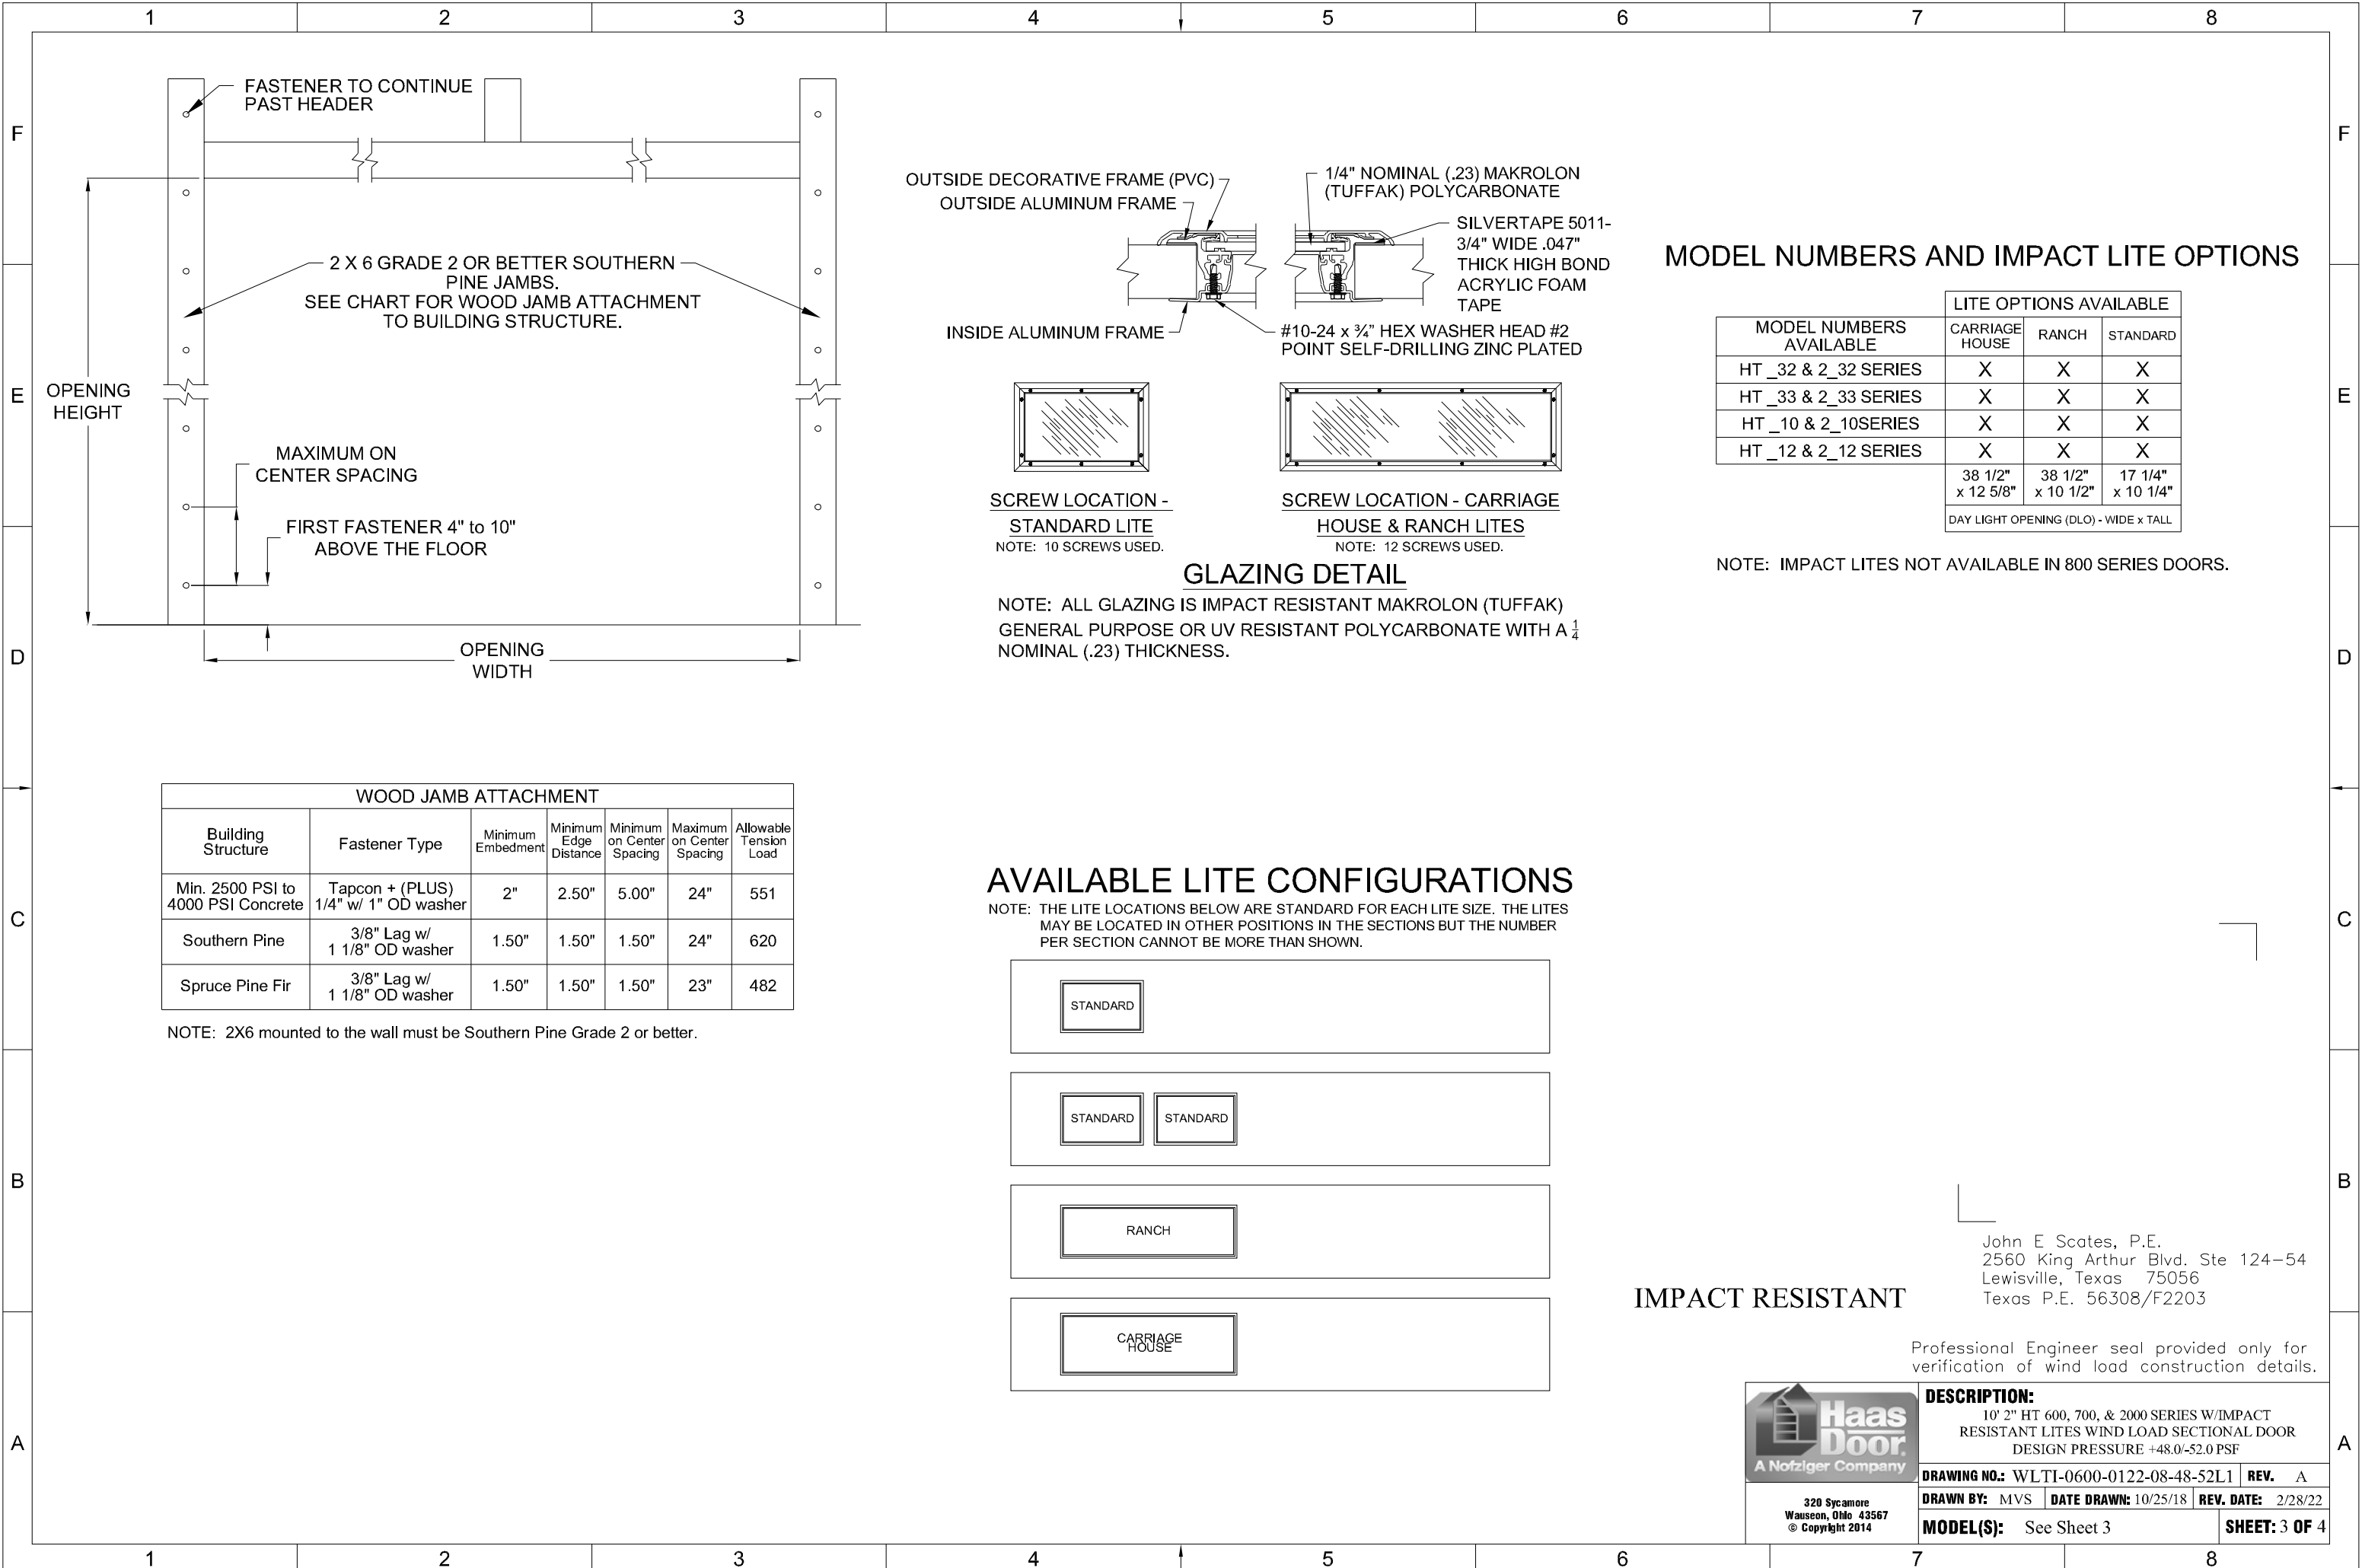 1 2 3 4 5 6 7 8
F
E
D
C
B
A
FASTENER TO CONTINUE
PAST HEADER
2 X 6 GRADE 2 OR BETTER SOUTHERN
PINE JAMBS.
SEE CHART FOR WOOD JAMB ATTACHMENT
TO BUILDING STRUCTURE.
OPENING
HEIGHT
MAXIMUM ON
CENTER SPACING
FIRST FASTENER 4" to 10"
ABOVE THE FLOOR
OPENING
WIDTH
OUTSIDE DECORATIVE FRAME (PVC)
OUTSIDE ALUMINUM FRAME
INSIDE ALUMINUM FRAME
1/4" NOMINAL (.23) MAKROLON
(TUFFAK) POLYCARBONATE
SILVERTAPE 5011-
3/4" WIDE .047"
THICK HIGH BOND
ACRYLIC FOAM
TAPE
#10-24 x ¾" HEX WASHER HEAD #2
POINT SELF-DRILLING ZINC PLATED
SCREW LOCATION -
STANDARD LITE
NOTE: 10 SCREWS USED.
SCREW LOCATION - CARRIAGE
HOUSE & RANCH LITES
NOTE: 12 SCREWS USED.
GLAZING DETAIL
NOTE: ALL GLAZING IS IMPACT RESISTANT MAKROLON (TUFFAK)
GENERAL PURPOSE OR UV RESISTANT POLYCARBONATE WITH A 1/4
NOMINAL (.23) THICKNESS.
MODEL NUMBERS AND IMPACT LITE OPTIONS
LITE OPTIONS AVAILABLE
MODEL NUMBERS
AVAILABLE
CARRIAGE
HOUSE
RANCH
STANDARD
HT _32 & 2_32 SERIES X X X
HT _33 & 2_33 SERIES X X X
HT _10 & 2_10SERIES X X X
HT _12 & 2_12 SERIES X X X
38 1/2" 38 1/2" 17 1/4"
x 12 5/8" x 10 1/2" x 10 1/4"
DAY LIGHT OPENING (DLO) - WIDE x TALL
NOTE: IMPACT LITES NOT AVAILABLE IN 800 SERIES DOORS.
WOOD JAMB ATTACHMENT
Building
Structure
Fastener Type
Minimum
Embedment
Minimum
Edge
Distance
Minimum
on Center
Spacing
Maximum
on Center
Spacing
Allowable
Tension
Load
Min. 2500 PSI to
4000 PSI Concrete
Tapcon + (PLUS)
1/4" w/ 1" OD washer
2" 2.50" 5.00" 24" 551
Southern Pine
3/8" Lag w/
1 1/8" OD washer
1.50" 1.50" 1.50" 24" 620
Spruce Pine Fir
3/8" Lag w/
1 1/8" OD washer
1.50" 1.50" 1.50" 23" 482
NOTE: 2X6 mounted to the wall must be Southern Pine Grade 2 or better.
AVAILABLE LITE CONFIGURATIONS
NOTE: THE LITE LOCATIONS BELOW ARE STANDARD FOR EACH LITE SIZE. THE LITES
MAY BE LOCATED IN OTHER POSITIONS IN THE SECTIONS BUT THE NUMBER
PER SECTION CANNOT BE MORE THAN SHOWN.
STANDARD
STANDARD STANDARD
RANCH
CARRIAGE
HOUSE
IMPACT RESISTANT
John E Scates, P.E.
2560 King Arthur Blvd. Ste 124-54
Lewisville, Texas 75056
Texas P.E. 56308/F2203
Professional Engineer seal provided only for
verification of wind load construction details.
Haas
Door
A Nofziger Company
320 Sycamore
Wauseon, Ohio 43567
© Copyright 2014
DESCRIPTION:
10' 2" HT 600, 700, & 2000 SERIES W/IMPACT
RESISTANT LITES WIND LOAD SECTIONAL DOOR
DESIGN PRESSURE +48.0/-52.0 PSF
DRAWING NO.: WLTI-0600-0122-08-48-52L1 REV. A
DRAWN BY: MVS DATE DRAWN: 10/25/18 REV. DATE: 2/28/22
MODEL(S): See Sheet 3 SHEET: 3 OF 4
F
E
D
C
B
A
1 2 3 4 5 6 7 8